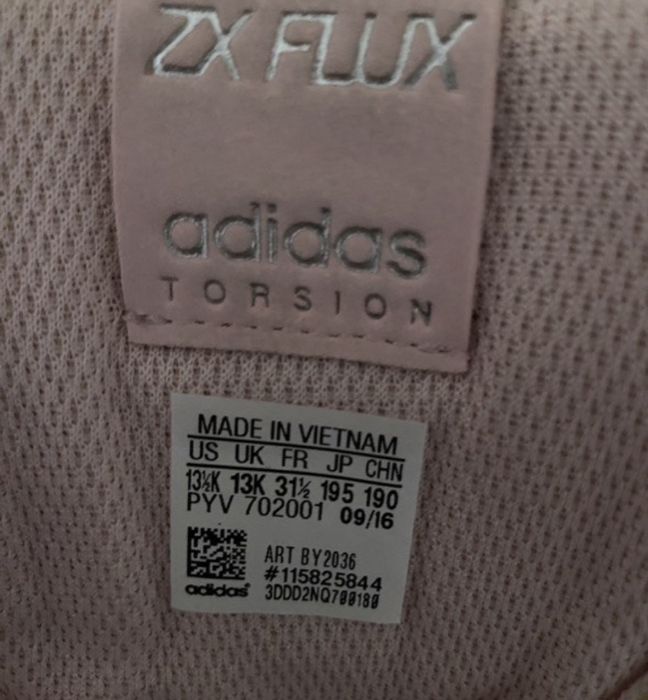 ZX FLUX
adidas
TORSION
MADE IN VIETNAM
US UK FR JP CHN
13½K 13K 31½ 195 190
PYV 702001 09/16
ART BY2036
#115825844
adidas® 3DDD2NQ700180